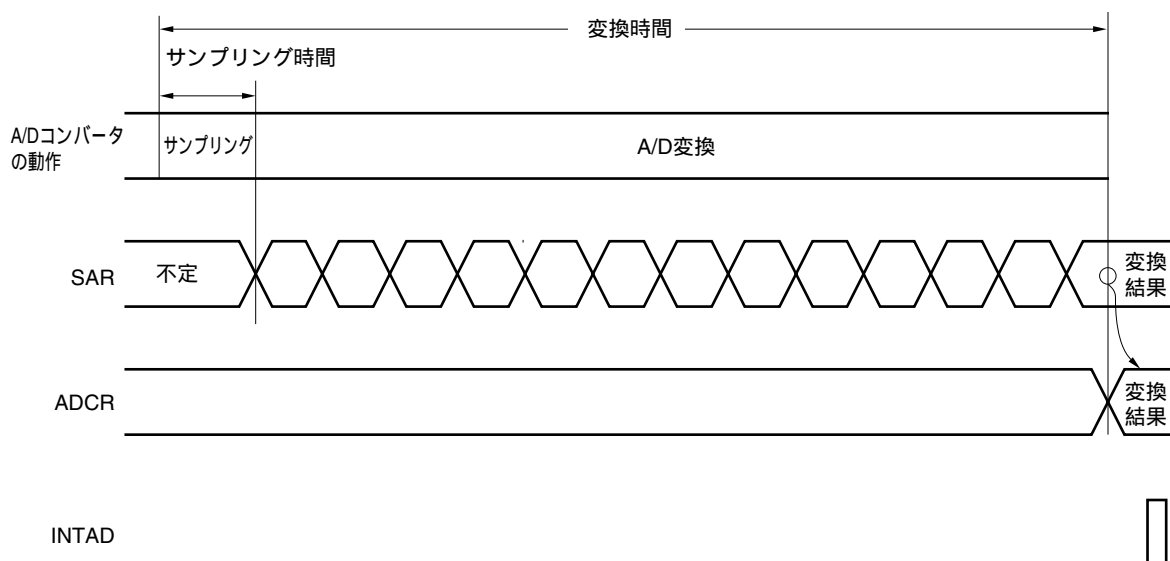 変換時間
サンプリング時間
A/Dコンバータ
の動作
サンプリング
A/D変換
SAR
不定
変換
結果
ADCR
変換
結果
INTAD